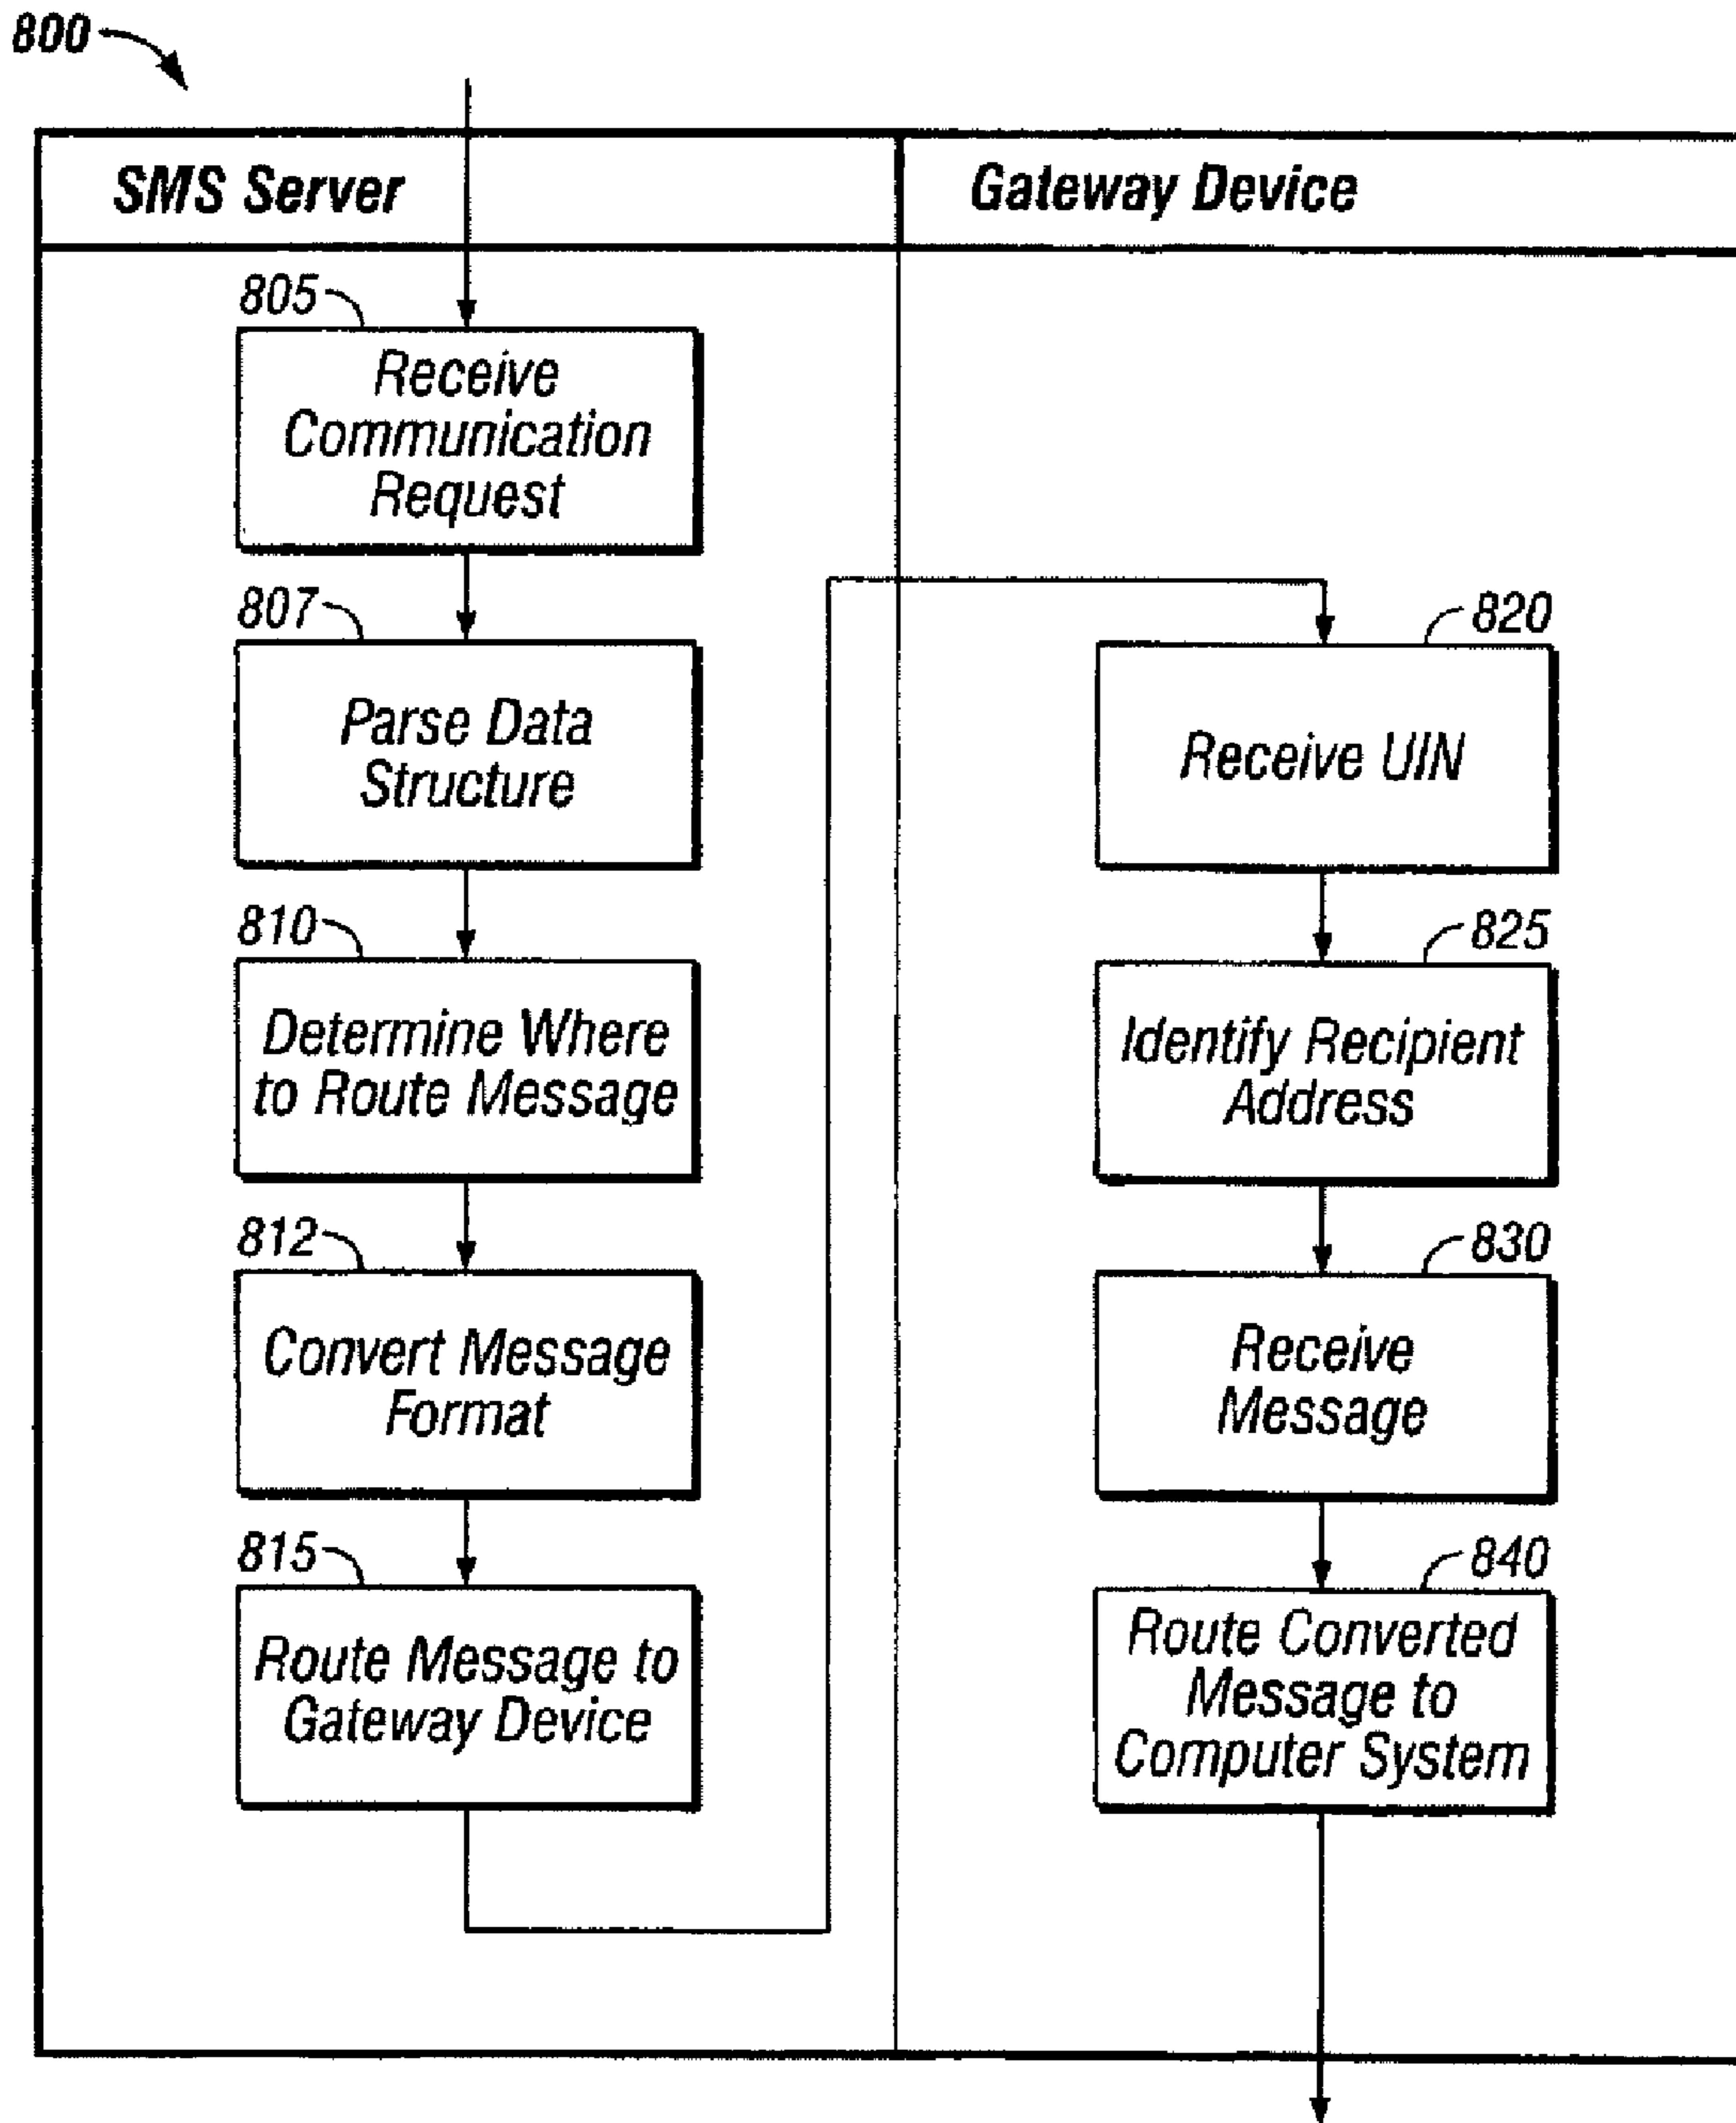 800
SMS Server
Gateway Device
805
Receive
Communication
Request
807
Parse Data
Structure
810
Determine Where
to Route Message
812
Convert Message
Format
815
Route Message to
Gateway Device
820
Receive UIN
825
Identify Recipient
Address
830
Receive
Message
840
Route Converted
Message to
Computer System